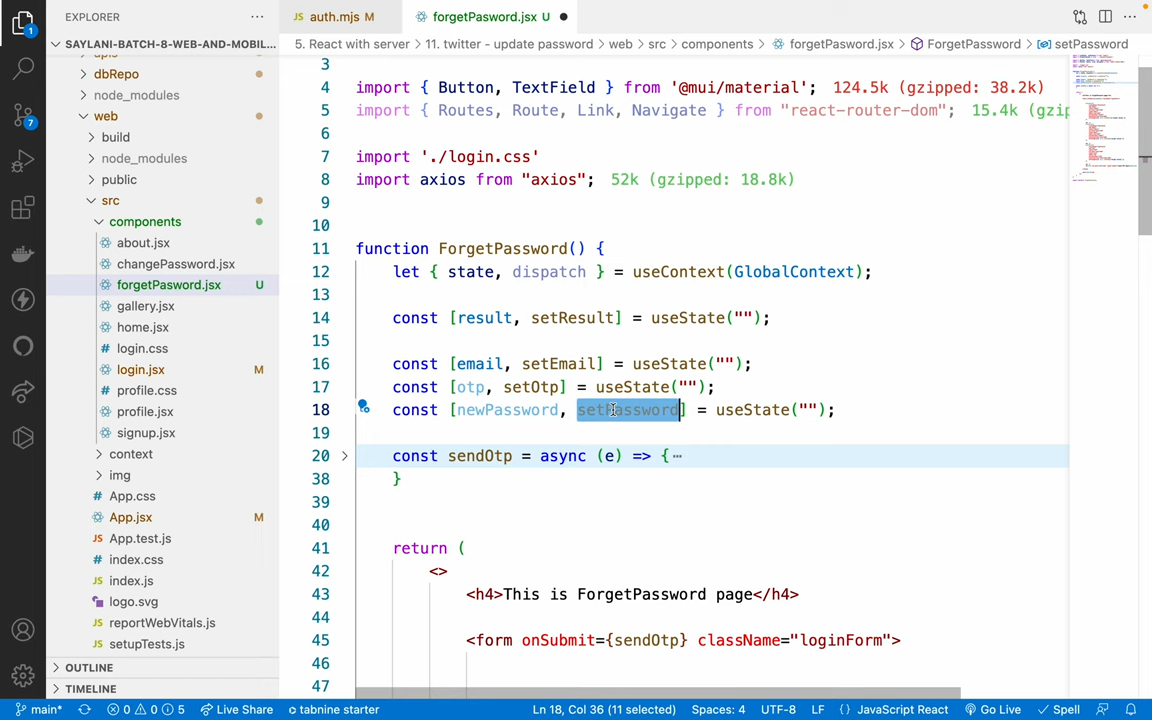 EXPLORER
auth.mjs M
forgetPasword.jsx U
SAYLANI-BATCH-8-WEB-AND-MOBIL...
5. React with server > 11. twitter - update password > web > src > components > forgetPasword.jsx > ForgetPassword > setPassword
dbRepo
node_modules
web
build
node_modules
public
src
components
about.jsx
changePassword.jsx
forgetPasword.jsx U
gallery.jsx
home.jsx
login.css
login.jsx M
profile.css
profile.jsx
signup.jsx
context
img
App.css
App.jsx M
App.test.js
index.css
index.js
logo.svg
reportWebVitals.js
setupTests.js
OUTLINE
TIMELINE
1
7
3
4 import { Button, TextField } from '@mui/material'; 124.5k (gzipped: 38.2k)
5 import { Routes, Route, Link, Navigate } from "react-router-dom"; 15.4k (gzip
6
7 import './login.css'
8 import axios from "axios"; 52k (gzipped: 18.8k)
9
10
11 function ForgetPassword() {
12 let { state, dispatch } = useContext(GlobalContext);
13
14 const [result, setResult] = useState("");
15
16 const [email, setEmail] = useState("");
17 const [otp, setOtp] = useState("");
18 const [newPassword, setPassword] = useState("");
19
20 const sendOtp = async (e) => { ⋯
38 }
39
40
41 return (
42 <>
43 <h4>This is ForgetPassword page</h4>
44
45 <form onSubmit={sendOtp} className="loginForm">
46
47
main* 0 0 5 Live Share tabnine starter Ln 18, Col 36 (11 selected) Spaces: 4 UTF-8 LF {} JavaScript React Go Live Spell